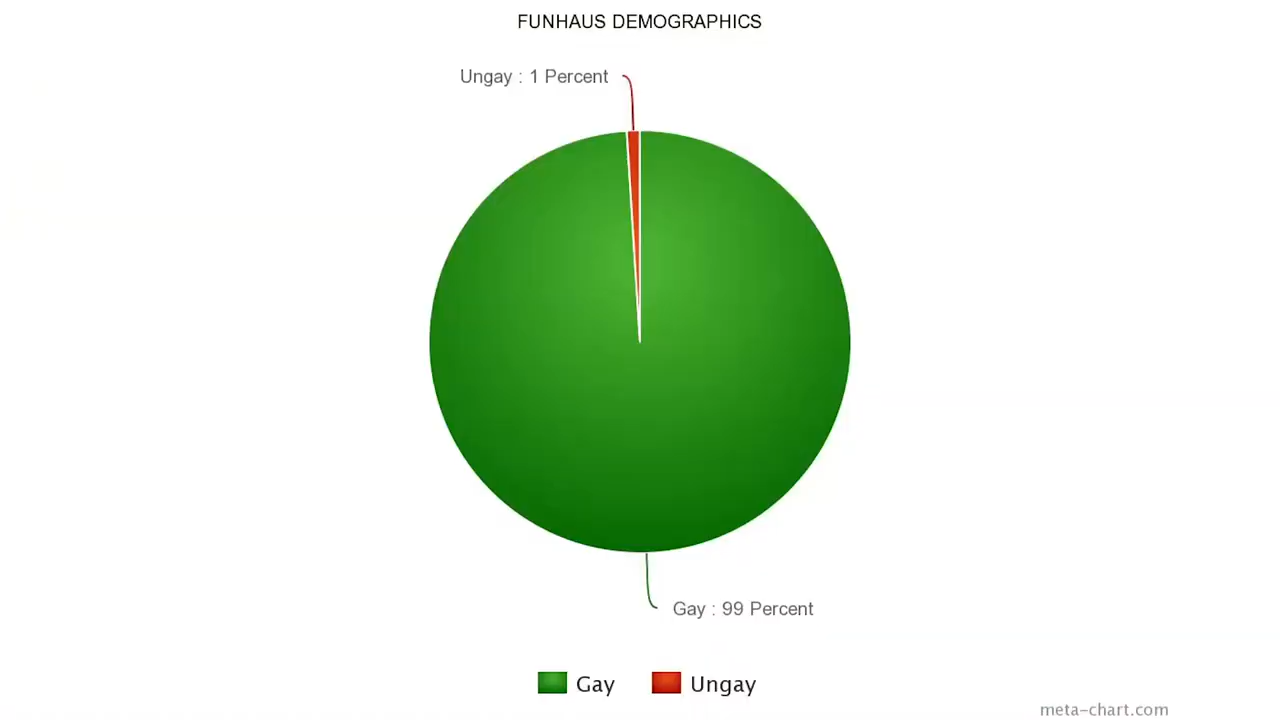 FUNHAUS DEMOGRAPHICS
Ungay : 1 Percent
Gay : 99 Percent
Gay
Ungay
meta-chart.com